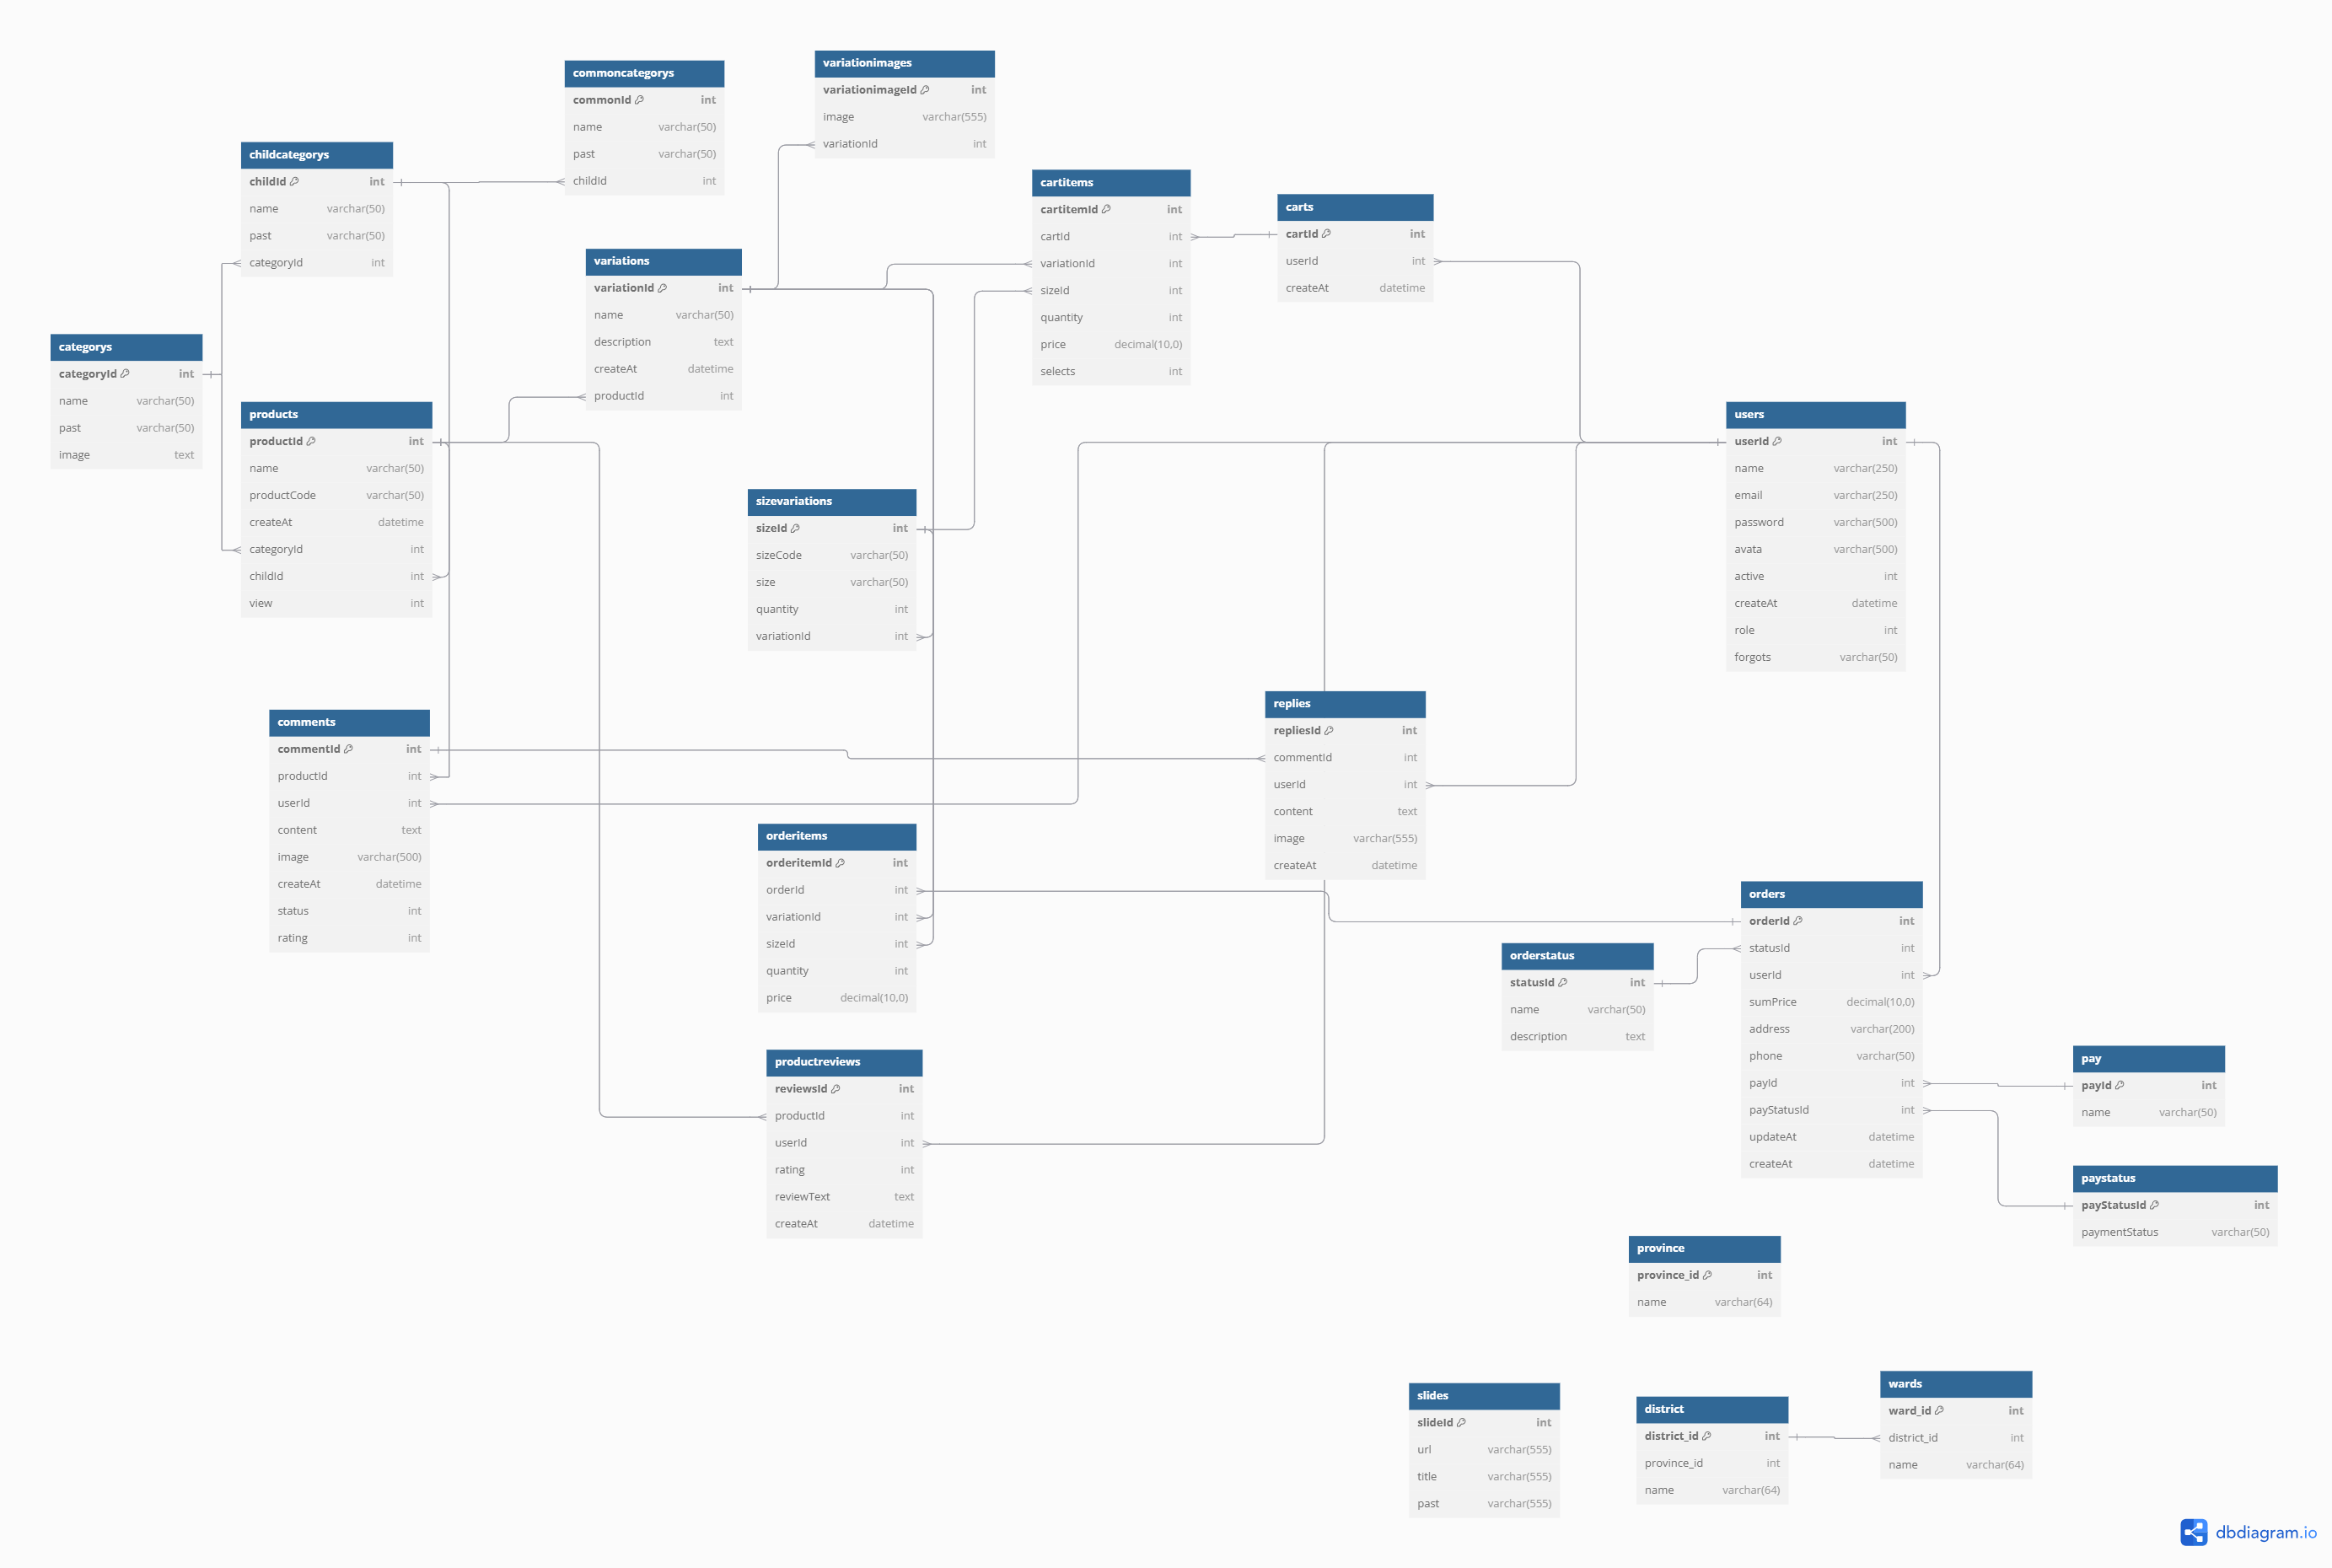 variationimages
variationimageId int
image varchar(555)
variationId int
commoncategorys
commonId int
name varchar(50)
past varchar(50)
childId int
childcategorys
childId int
name varchar(50)
past varchar(50)
categoryId int
cartitems
cartitemId int
cartId int
variationId int
sizeId int
quantity int
price decimal(10,0)
selects int
carts
cartId int
userId int
createAt datetime
variations
variationId int
name varchar(50)
description text
createAt datetime
productId int
categorys
categoryId int
name varchar(50)
past varchar(50)
image text
products
productId int
name varchar(50)
productCode varchar(50)
createAt datetime
categoryId int
childId int
view int
users
userId int
name varchar(250)
email varchar(250)
password varchar(500)
avata varchar(500)
active int
createAt datetime
role int
forgots varchar(50)
sizevariations
sizeId int
sizeCode varchar(50)
size varchar(50)
quantity int
variationId int
replies
repliesId int
commentId int
userId int
content text
image varchar(555)
createAt datetime
comments
commentId int
productId int
userId int
content text
image varchar(500)
createAt datetime
status int
rating int
orderitems
orderitemId int
orderId int
variationId int
sizeId int
quantity int
price decimal(10,0)
orders
orderId int
statusId int
userId int
sumPrice decimal(10,0)
address varchar(200)
phone varchar(50)
payId int
payStatusId int
updateAt datetime
createAt datetime
orderstatus
statusId int
name varchar(50)
description text
productreviews
reviewsId int
productId int
userId int
rating int
reviewText text
createAt datetime
pay
payId int
name varchar(50)
paystatus
payStatusId int
paymentStatus varchar(50)
province
province_id int
name varchar(64)
slides
slideId int
url varchar(555)
title varchar(555)
past varchar(555)
district
district_id int
province_id int
name varchar(64)
wards
ward_id int
district_id int
name varchar(64)
dbdiagram.io